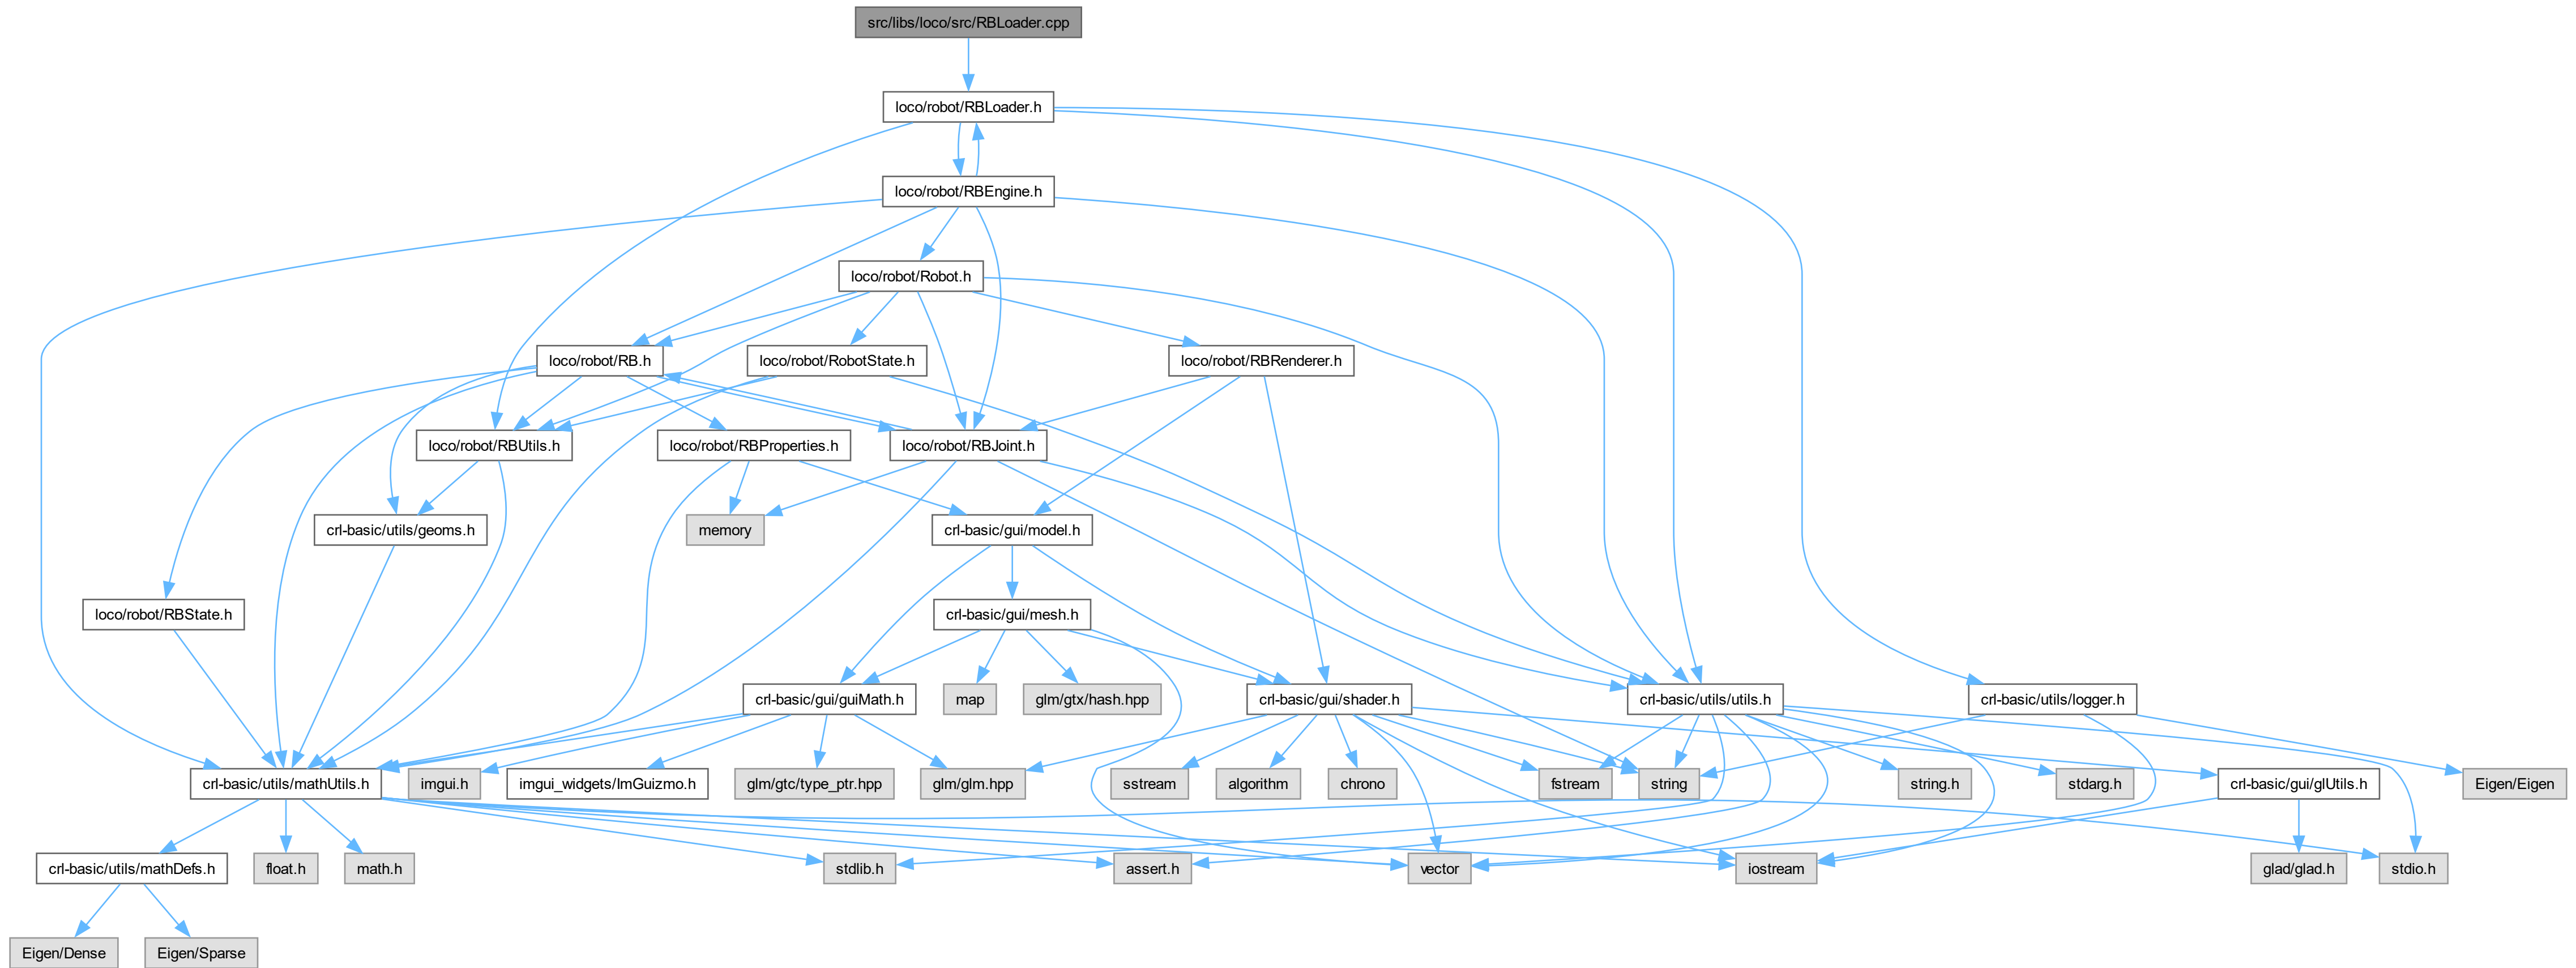 src/libs/loco/src/RBLoader.cpp
loco/robot/RBLoader.h
loco/robot/RBEngine.h
loco/robot/Robot.h
loco/robot/RB.h
loco/robot/RobotState.h
loco/robot/RBRenderer.h
loco/robot/RBUtils.h
loco/robot/RBProperties.h
loco/robot/RBJoint.h
crl-basic/utils/geoms.h
memory
crl-basic/gui/model.h
loco/robot/RBState.h
crl-basic/gui/mesh.h
crl-basic/gui/guiMath.h
map
glm/gtx/hash.hpp
crl-basic/gui/shader.h
crl-basic/utils/utils.h
crl-basic/utils/logger.h
crl-basic/utils/mathUtils.h
imgui.h
imgui_widgets/ImGuizmo.h
glm/gtc/type_ptr.hpp
glm/glm.hpp
sstream
algorithm
chrono
fstream
string
string.h
stdarg.h
crl-basic/gui/glUtils.h
Eigen/Eigen
crl-basic/utils/mathDefs.h
float.h
math.h
stdlib.h
assert.h
vector
iostream
glad/glad.h
stdio.h
Eigen/Dense
Eigen/Sparse